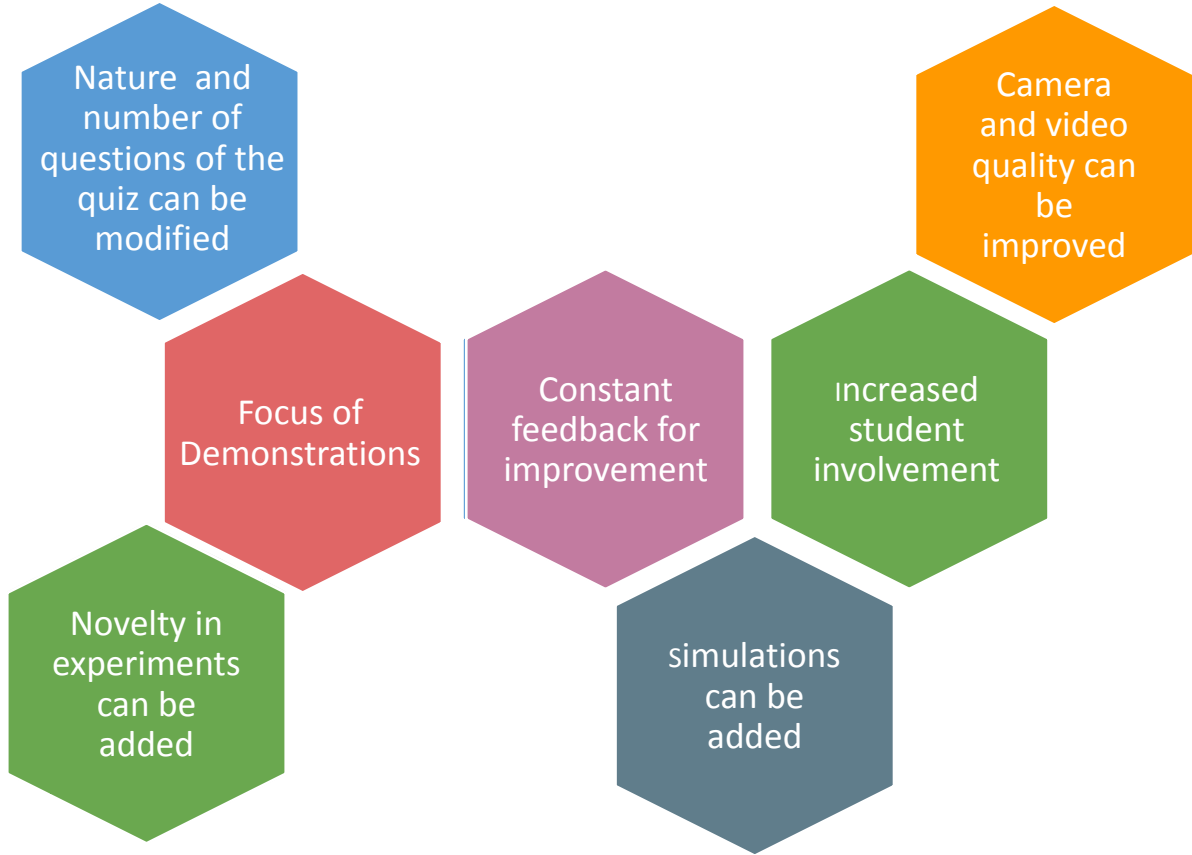 Nature and
number of
questions of the
quiz can be
modified
Camera
and video
quality can
be
improved
Focus of
Demonstrations
Constant
feedback for
improvement
Increased
student
involvement
Novelty in
experiments
can be
added
simulations
can be
added